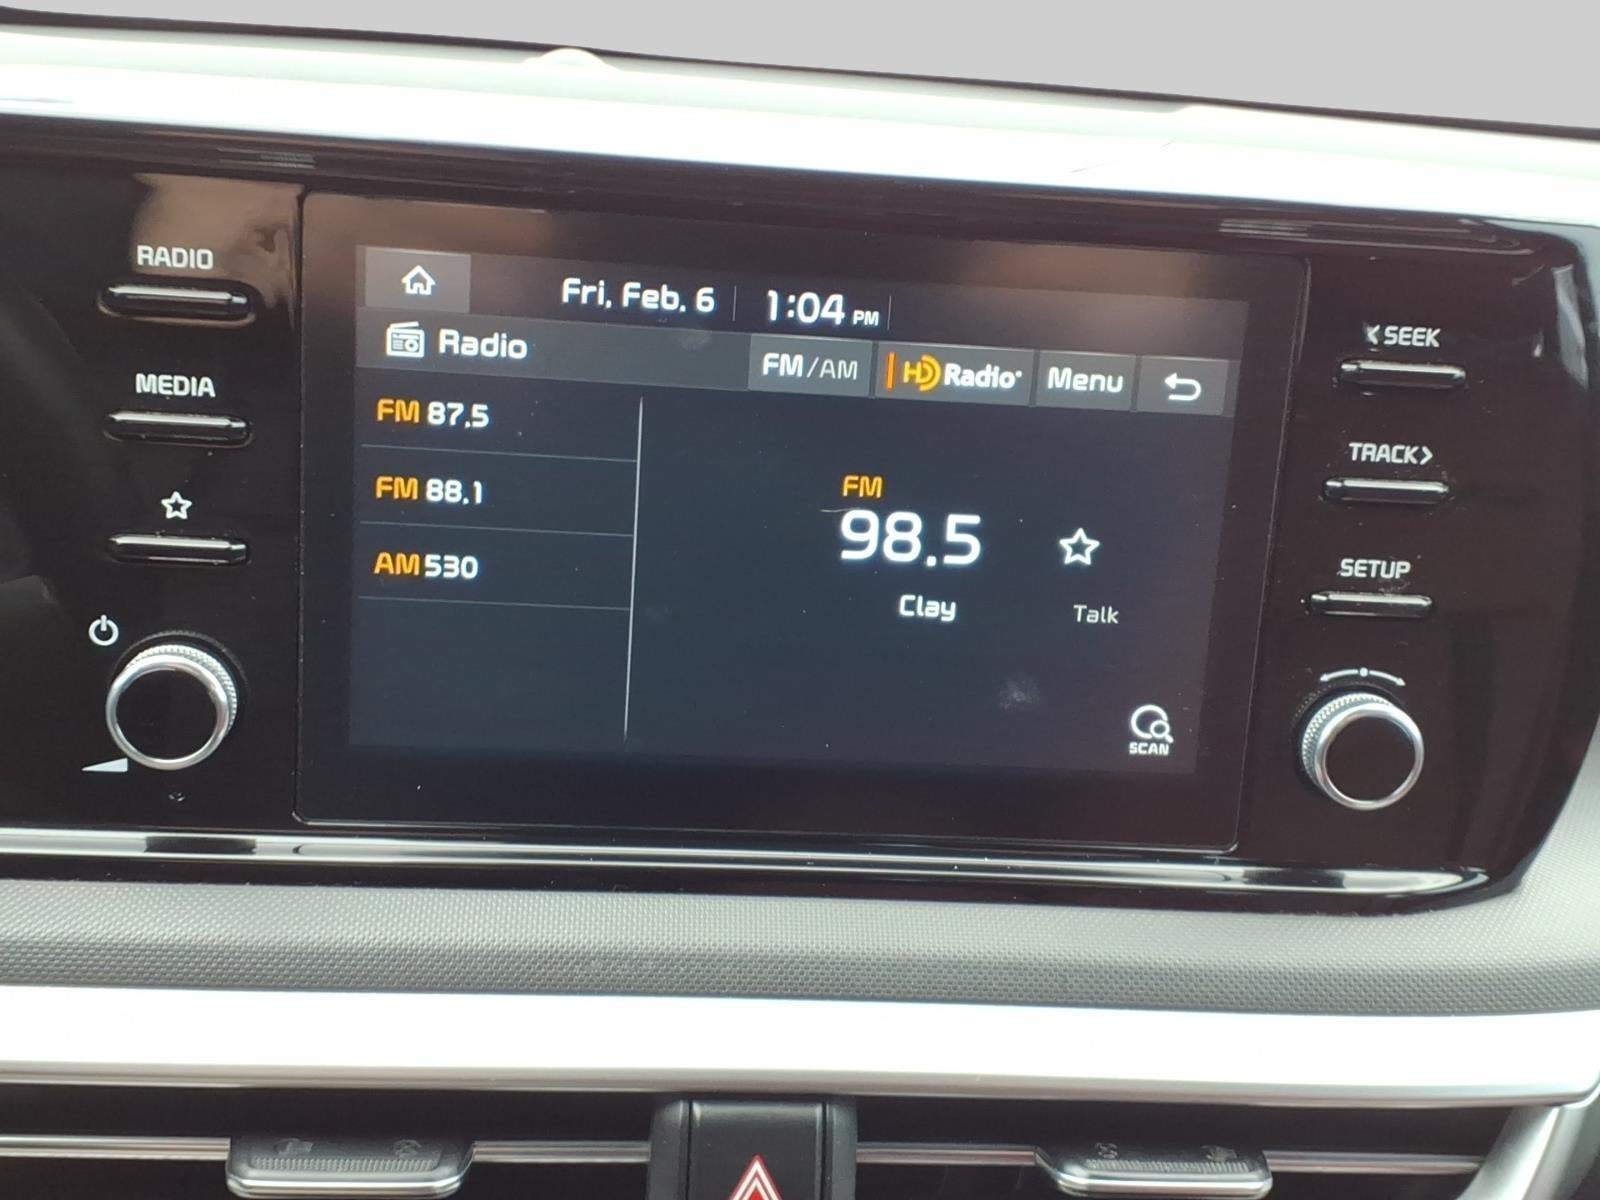 RADIO
MEDIA
Fri, Feb. 6 1:04 PM
Radio
FM/AM HD Radio Menu
FM 87.5
FM 88.1
AM 530
FM
98.5
Clay
Talk
SCAN
< SEEK
TRACK >
SETUP